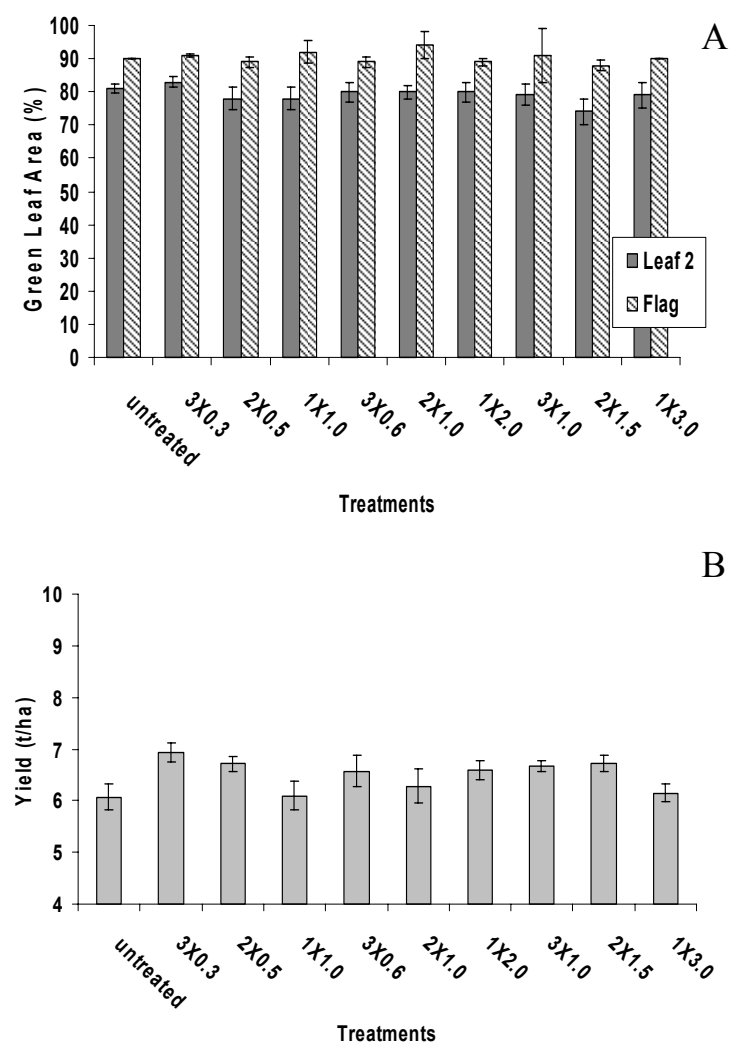 A
Green Leaf Area (%)
100
90
80
70
60
50
40
30
20
10
0
Leaf 2
Flag
untreated
3X0.3
2X0.5
1X1.0
3X0.6
2X1.0
1X2.0
3X1.0
2X1.5
1X3.0
Treatments
B
Yield (t/ha)
10
9
8
7
6
5
4
untreated
3X0.3
2X0.5
1X1.0
3X0.6
2X1.0
1X2.0
3X1.0
2X1.5
1X3.0
Treatments